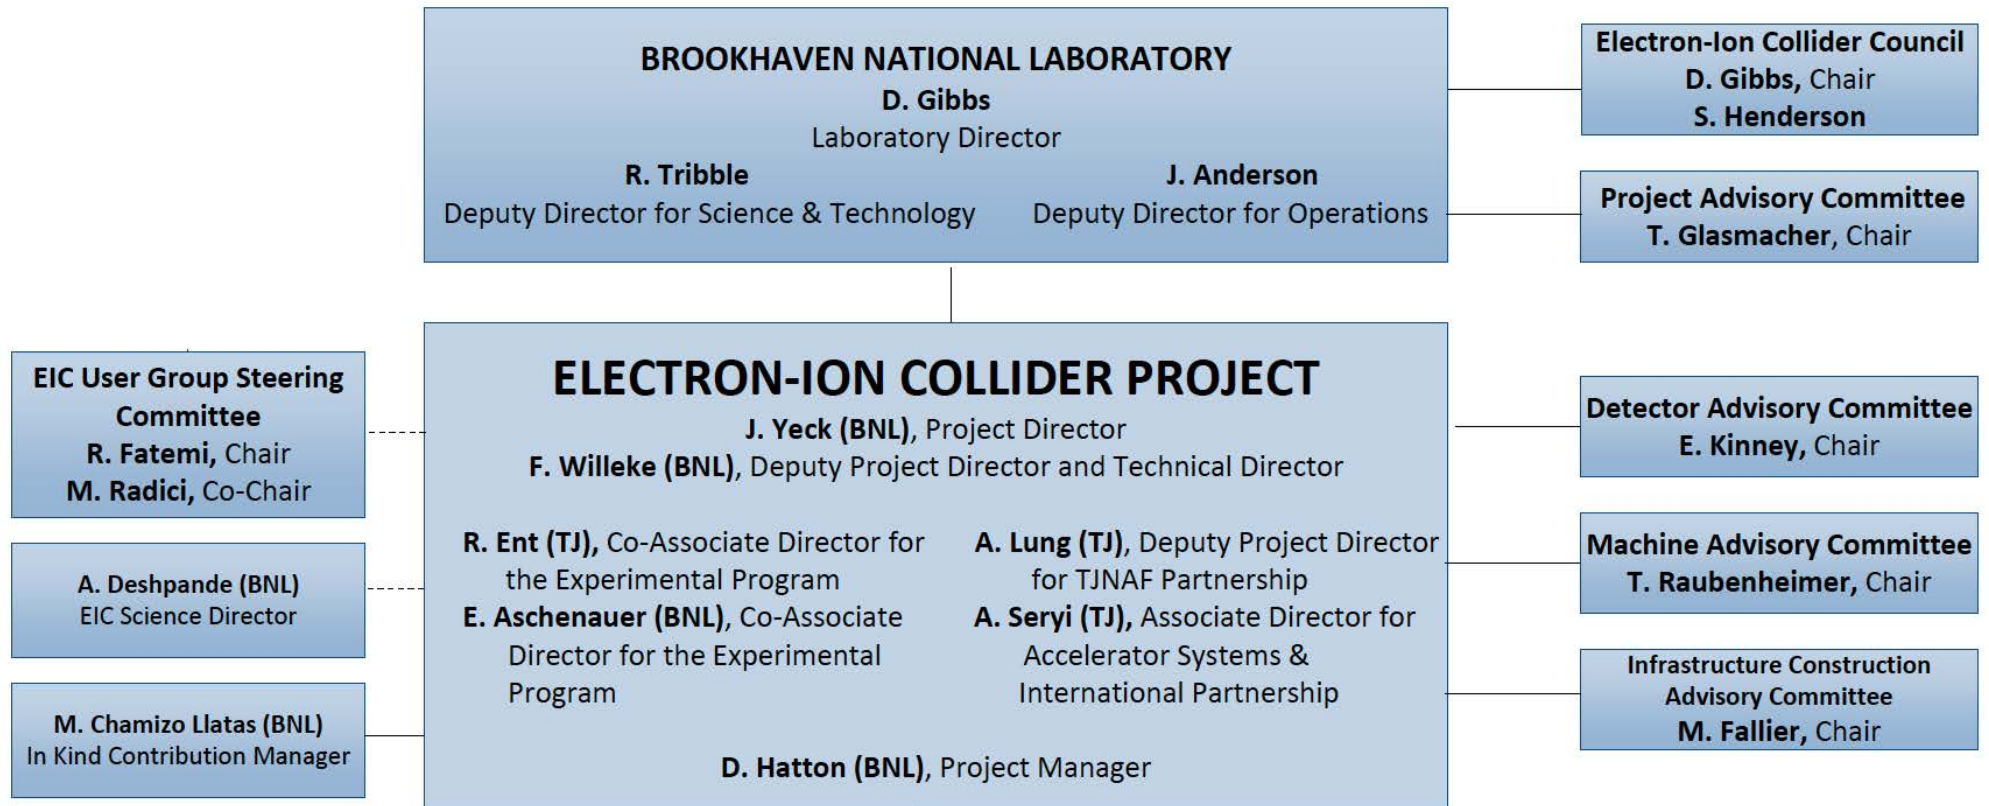 BROOKHAVEN NATIONAL LABORATORY
D. Gibbs
Laboratory Director
R. Tribble
Deputy Director for Science & Technology
J. Anderson
Deputy Director for Operations
Electron-Ion Collider Council
D. Gibbs, Chair
S. Henderson
Project Advisory Committee
T. Glasmacher, Chair
EIC User Group Steering
Committee
R. Fatemi, Chair
M. Radici, Co-Chair
A. Deshpande (BNL)
EIC Science Director
M. Chamizo Llatas (BNL)
In Kind Contribution Manager
ELECTRON-ION COLLIDER PROJECT
J. Yeck (BNL), Project Director
F. Willeke (BNL), Deputy Project Director and Technical Director
R. Ent (TJ), Co-Associate Director for
the Experimental Program
E. Aschenauer (BNL), Co-Associate
Director for the Experimental
Program
A. Lung (TJ), Deputy Project Director
for TJNAF Partnership
A. Seryi (TJ), Associate Director for
Accelerator Systems &
International Partnership
D. Hatton (BNL), Project Manager
Detector Advisory Committee
E. Kinney, Chair
Machine Advisory Committee
T. Raubenheimer, Chair
Infrastructure Construction
Advisory Committee
M. Fallier, Chair